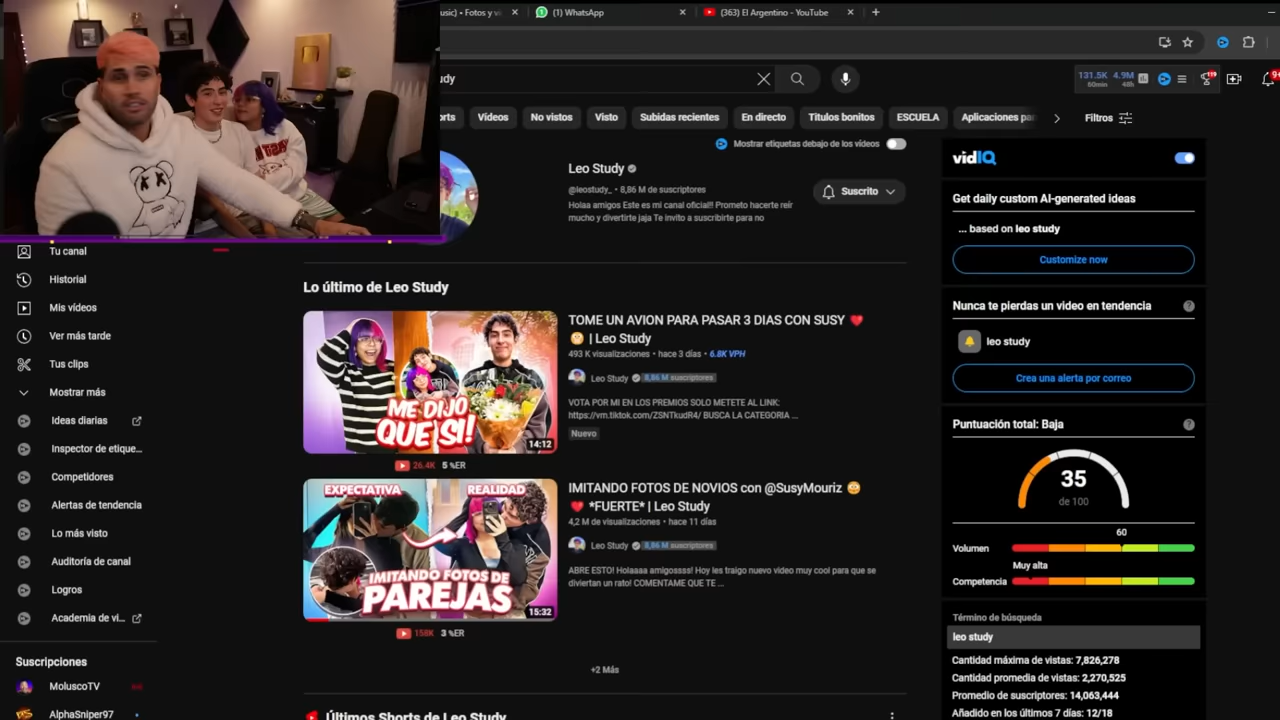 usic) • Fotos y vi
(1) WhatsApp
(363) El Argentino - YouTube
dy
131.5K 4.9M
60min 48h
119
9+
rts
Vídeos
No vistos
Visto
Subidas recientes
En directo
Titulos bonitos
ESCUELA
Aplicaciones par
Filtros
Mostrar etiquetas debajo de los vídeos
Leo Study
@leostudy_ • 8,86 M de suscriptores
Holaa amigos Este es mi canal oficial!! Prometo hacerte reír
mucho y divertirte jaja Te invito a suscribirte para no
Suscrito
Tu canal
Historial
Mis vídeos
Ver más tarde
Tus clips
Mostrar más
Ideas diarias
Inspector de etique...
Competidores
Alertas de tendencia
Lo más visto
Auditoría de canal
Logros
Academia de vi...
Suscripciones
MoluscoTV
AlphaSniper97
Lo último de Leo Study
ME DIJO
QUE SI!
14:12
26.4K 5 %ER
TOME UN AVION PARA PASAR 3 DIAS CON SUSY ❤️
😳 | Leo Study
493 K visualizaciones • hace 3 días • 6.8K VPH
Leo Study 8,86 M suscriptores
VOTA POR MI EN LOS PREMIOS SOLO METETE AL LINK:
https://vm.tiktok.com/ZSNTkudR4/ BUSCA LA CATEGORIA ...
Nuevo
EXPECTATIVA
REALIDAD
IMITANDO FOTOS DE
PAREJAS
15:32
158K 3 %ER
IMITANDO FOTOS DE NOVIOS con @SusyMouriz 😳
❤️ *FUERTE* | Leo Study
4,2 M de visualizaciones • hace 11 días
Leo Study 8,86 M suscriptores
ABRE ESTO! Holaaaa amigossss! Hoy les traigo nuevo video muy cool para que se
diviertan un rato! COMENTAME QUE TE ...
+2 Más
Últimos Shorts de Leo Study
vidIQ
Get daily custom AI-generated ideas
... based on leo study
Customize now
Nunca te pierdas un video en tendencia
leo study
Crea una alerta por correo
Puntuación total: Baja
35
de 100
60
Volumen
Muy alta
Competencia
Término de búsqueda
leo study
Cantidad máxima de vistas: 7,826,278
Cantidad promedia de vistas: 2,270,525
Promedio de suscriptores: 14,063,444
Añadido en los últimos 7 días: 12/18